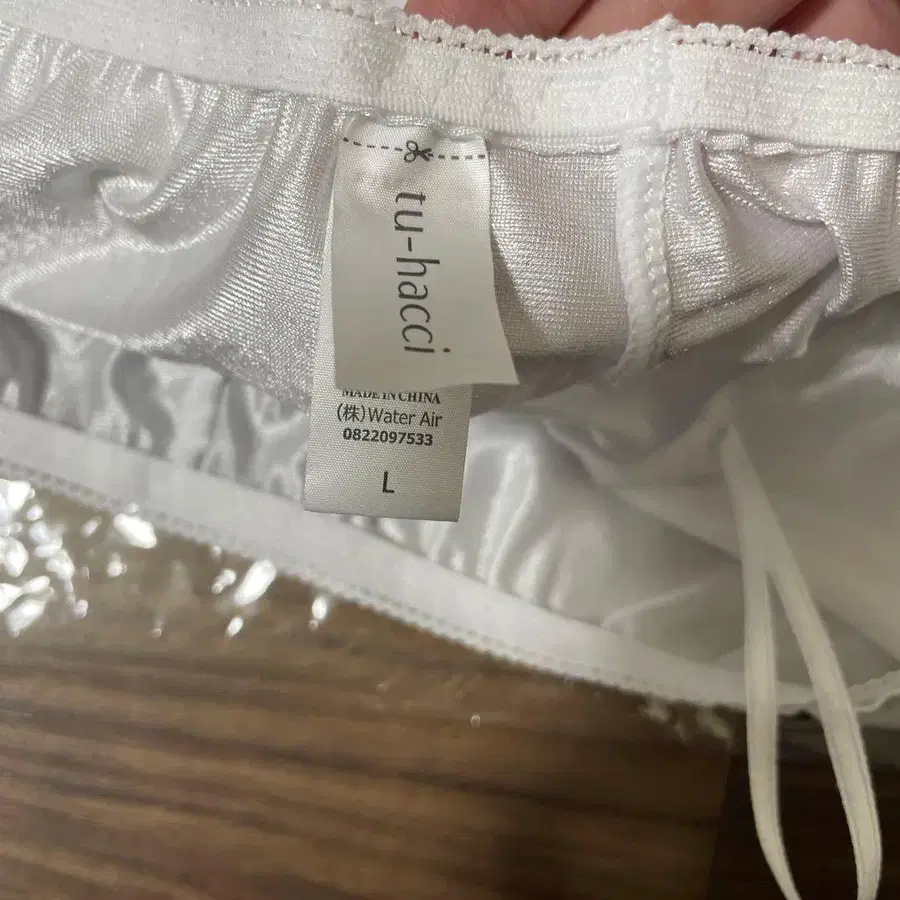 tu-hacci
MADE IN CHINA
(株)Water Air
0822097533
L